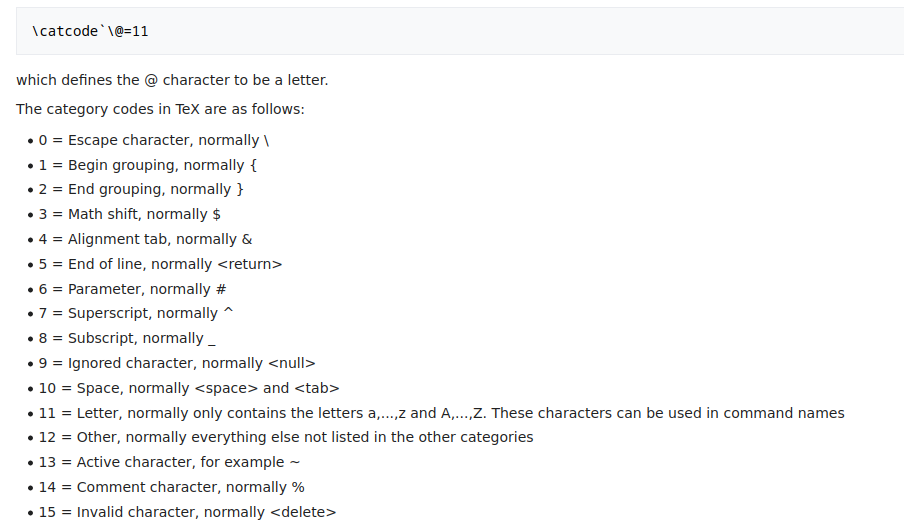 \catcode`\@=11
which defines the @ character to be a letter.
The category codes in TeX are as follows:
• 0 = Escape character, normally \
• 1 = Begin grouping, normally {
• 2 = End grouping, normally }
• 3 = Math shift, normally $
• 4 = Alignment tab, normally &
• 5 = End of line, normally <return>
• 6 = Parameter, normally #
• 7 = Superscript, normally ^
• 8 = Subscript, normally _
• 9 = Ignored character, normally <null>
• 10 = Space, normally <space> and <tab>
• 11 = Letter, normally only contains the letters a,...,z and A,...,Z. These characters can be used in command names
• 12 = Other, normally everything else not listed in the other categories
• 13 = Active character, for example ~
• 14 = Comment character, normally %
• 15 = Invalid character, normally <delete>